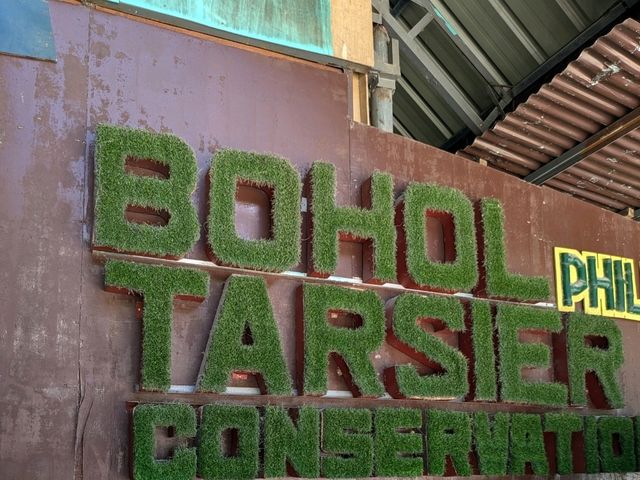 BOHOL
PHIL
TARSIER
CONSERVATIO